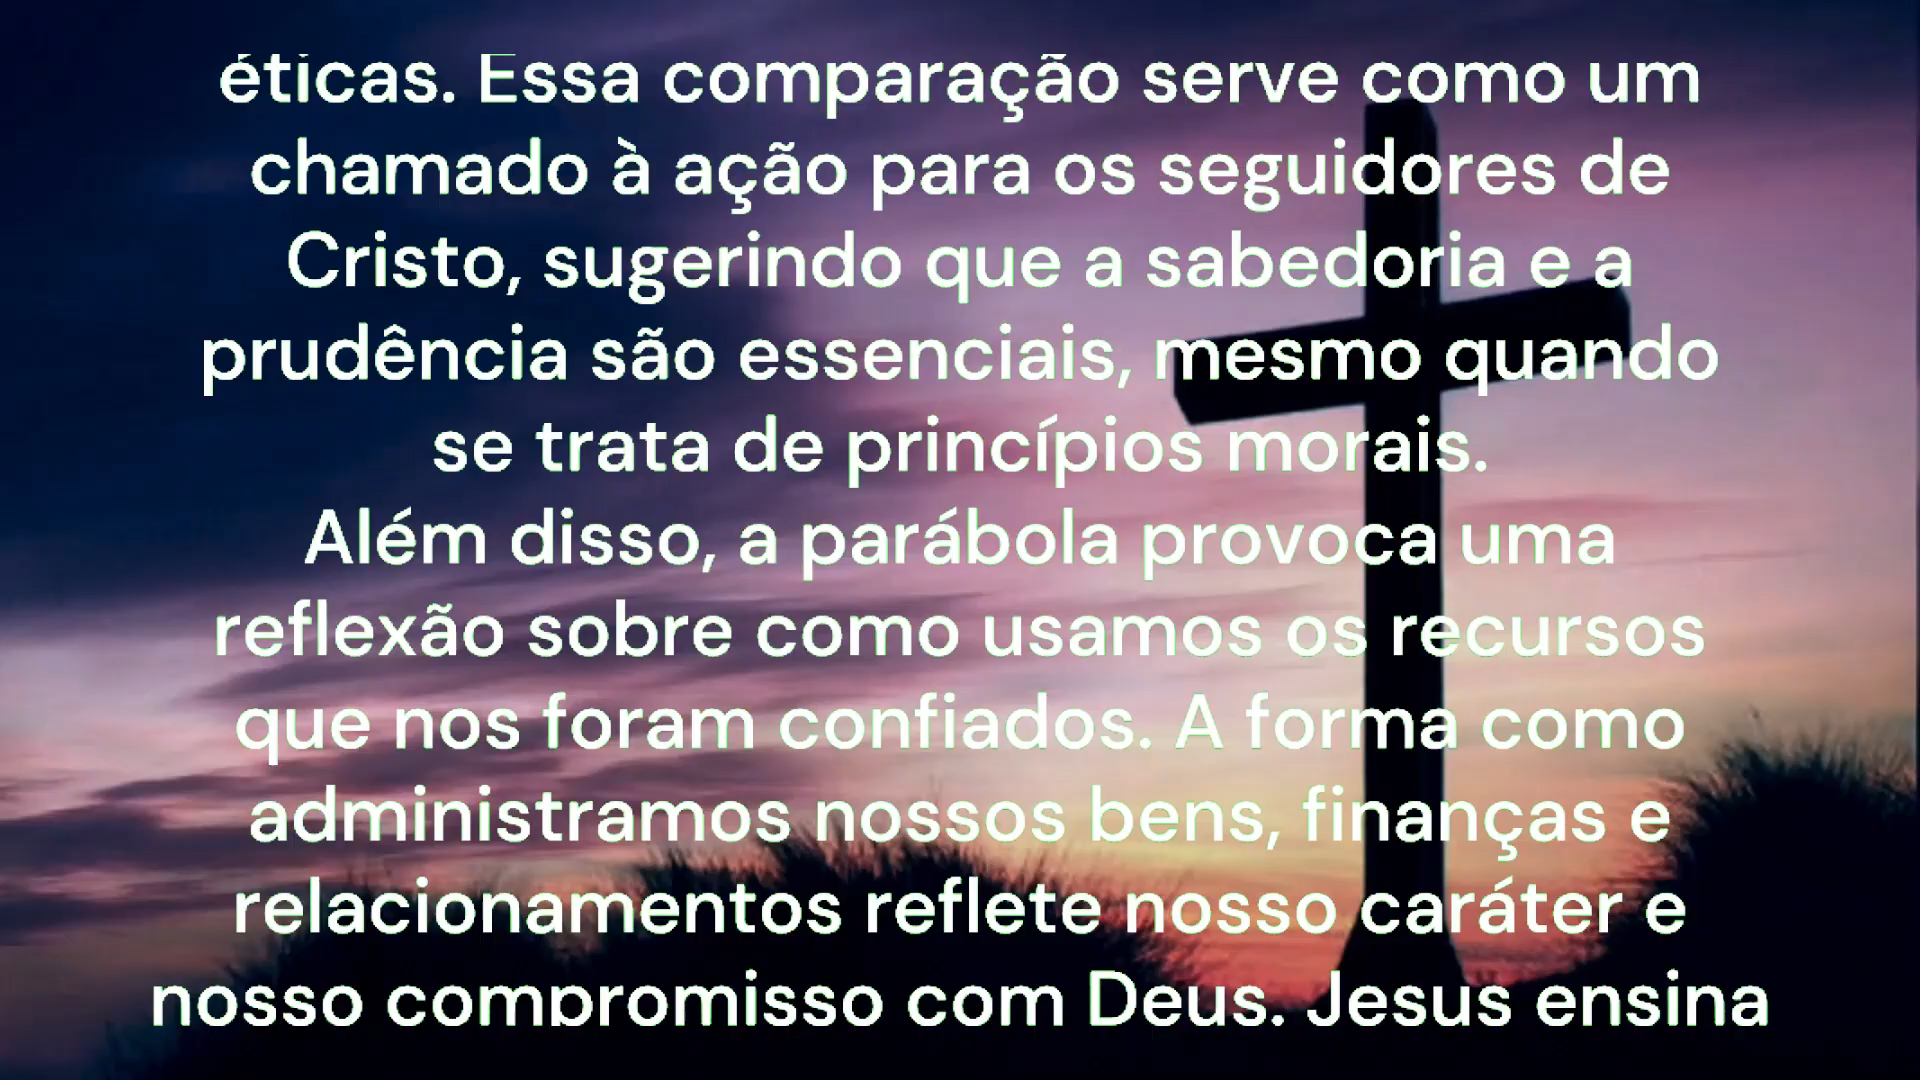 éticas. Essa comparação serve como um
chamado à ação para os seguidores de
Cristo, sugerindo que a sabedoria e a
prudência são essenciais, mesmo quando
se trata de princípios morais.
Além disso, a parábola provoca uma
reflexão sobre como usamos os recursos
que nos foram confiados. A forma como
administramos nossos bens, finanças e
relacionamentos reflete nosso caráter e
nosso compromisso com Deus. Jesus ensina